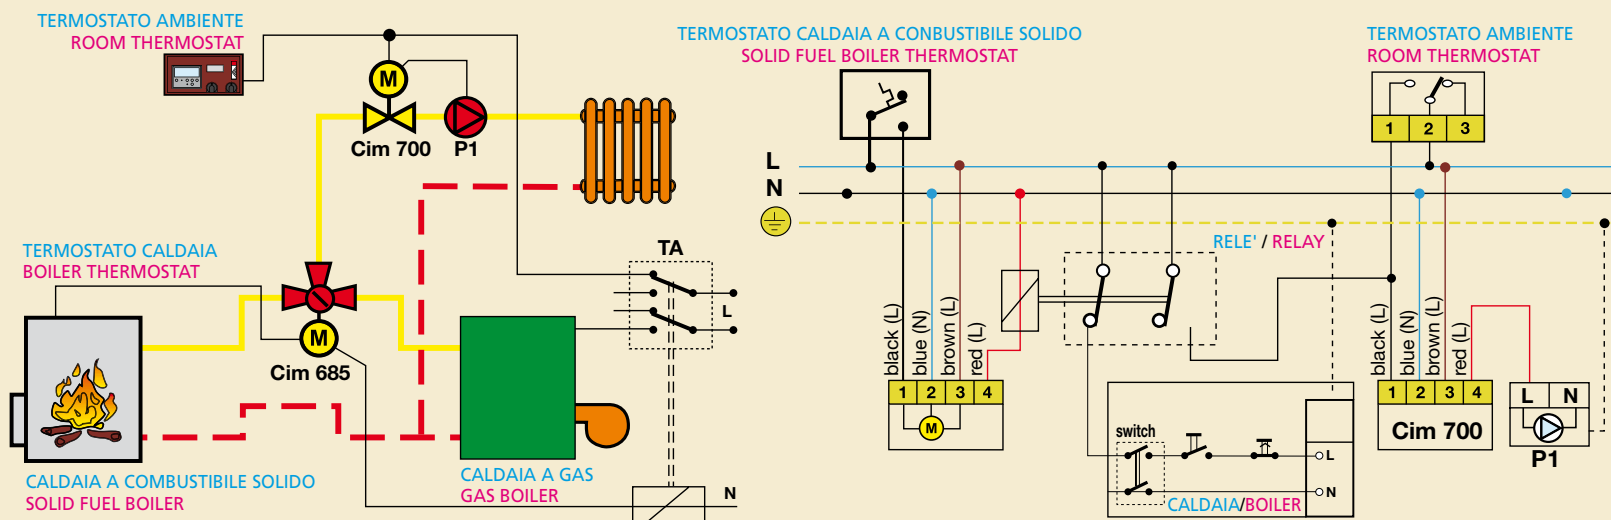 TERMOSTATO AMBIENTE
ROOM THERMOSTAT
M
Cim 700
P1
TERMOSTATO CALDAIA
BOILER THERMOSTAT
M
Cim 685
TA
L
N
CALDAIA A COMBUSTIBILE SOLIDO
SOLID FUEL BOILER
CALDAIA A GAS
GAS BOILER
TERMOSTATO CALDAIA A CONBUSTIBILE SOLIDO
SOLID FUEL BOILER THERMOSTAT
TERMOSTATO AMBIENTE
ROOM THERMOSTAT
1 2 3
L
N
RELE' / RELAY
black (L)
blue (N)
brown (L)
red (L)
1 2 3 4
M
switch
L
N
CALDAIA/BOILER
black (L)
blue (N)
brown (L)
red (L)
1 2 3 4
Cim 700
L N
P1